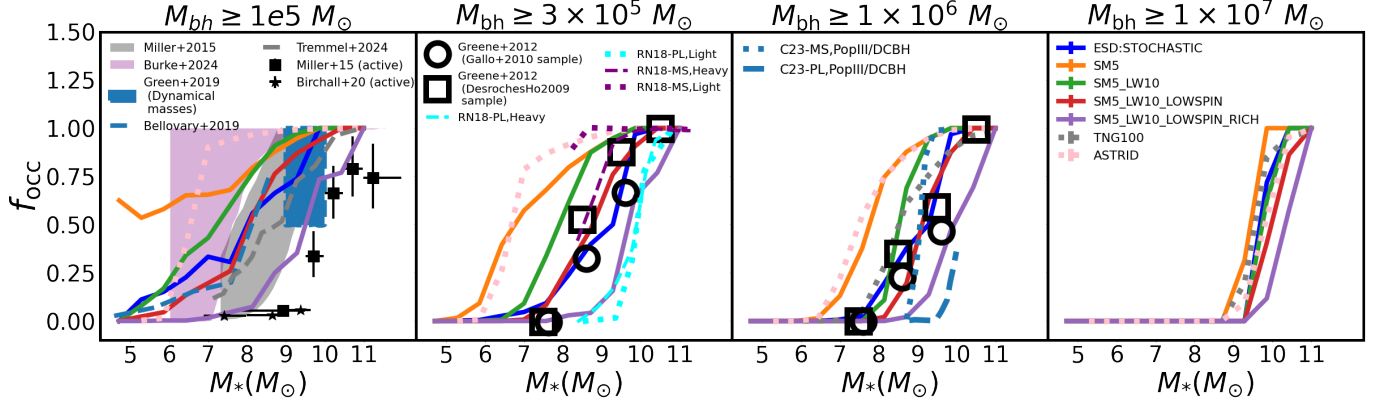 M_bh ≥ 1e5 M_⊙
M_bh ≥ 3 × 10^5 M_⊙
M_bh ≥ 1 × 10^6 M_⊙
M_bh ≥ 1 × 10^7 M_⊙
f_occ
1.50
1.25
1.00
0.75
0.50
0.25
0.00
Miller+2015
Burke+2024
Green+2019
(Dynamical
masses)
Bellovary+2019
Tremmel+2024
Miller+15 (active)
Birchall+20 (active)
5 6 7 8 9 10 11
M_*(M_⊙)
Greene+2012
(Gallo+2010 sample)
Greene+2012
(DesrochesHo2009
sample)
RN18-PL,Heavy
RN18-PL,Light
RN18-MS,Heavy
RN18-MS,Light
5 6 7 8 9 10 11
M_*(M_⊙)
C23-MS,PopIII/DCBH
C23-PL,PopIII/DCBH
5 6 7 8 9 10 11
M_*(M_⊙)
ESD:STOCHASTIC
SM5
SM5_LW10
SM5_LW10_LOWSPIN
SM5_LW10_LOWSPIN_RICH
TNG100
ASTRID
5 6 7 8 9 10 11
M_*(M_⊙)